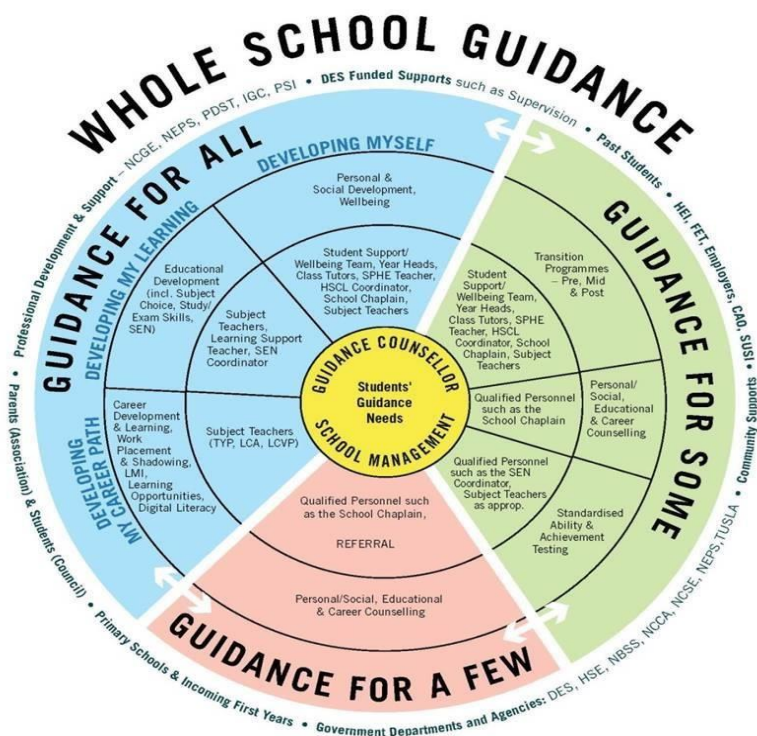 WHOLE SCHOOL GUIDANCE
• Professional Development & Support – NCGE, NEPS, PDST, IGC, PSI • DES Funded Supports such as Supervision • Past Students • HEI, FET, Employers, CAO, SUSI • Community Supports • Government Departments and Agencies: DES, HSE, NBSS, NCCA, NCSE, NEPS,TUSLA • Primary Schools & Incoming First Years • Parents (Association) & Students (Council)
GUIDANCE FOR ALL
DEVELOPING MYSELF
Personal &
Social Development,
Wellbeing
Student Support/
Wellbeing Team, Year Heads,
Class Tutors, SPHE Teacher,
HSCL Coordinator,
School Chaplain,
Subject Teachers
DEVELOPING MY LEARNING
Educational
Development
(incl. Subject
Choice, Study/
Exam Skills,
SEN)
Subject
Teachers,
Learning Support
Teacher, SEN
Coordinator
DEVELOPING
MY CAREER PATH
Career
Development
& Learning,
Work
Placement
& Shadowing,
LMI,
Learning
Opportunities,
Digital Literacy
Subject Teachers
(TYP, LCA, LCVP)
GUIDANCE COUNSELLOR
Students'
Guidance
Needs
SCHOOL MANAGEMENT
GUIDANCE FOR SOME
Transition
Programmes
– Pre, Mid
& Post
Student
Support/
Wellbeing Team,
Year Heads,
Class Tutors, SPHE
Teacher, HSCL
Coordinator, School
Chaplain, Subject
Teachers
Qualified Personnel
such as the
School Chaplain
Personal/
Social,
Educational
& Career
Counselling
Qualified Personnel
such as the SEN
Coordinator,
Subject Teachers
as approp.
Standardised
Ability &
Achievement
Testing
Qualified Personnel such
as the School Chaplain,
REFERRAL
Personal/Social, Educational
& Career Counselling
GUIDANCE FOR A FEW